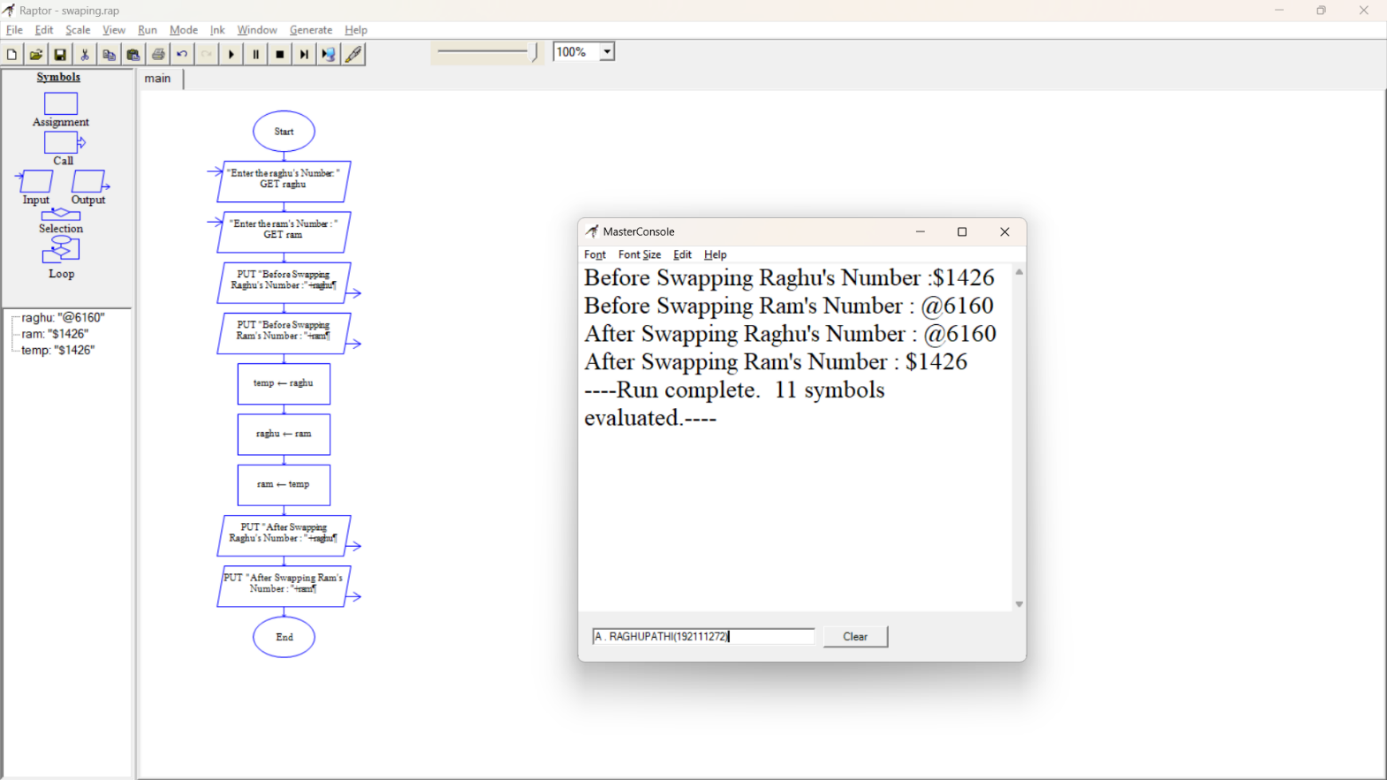 Raptor - swaping.rap
File Edit Scale View Run Mode Ink Window Generate Help
100%
Symbols
Assignment
Call
Input Output
Selection
Loop
raghu: "@6160"
ram: "$1426"
temp: "$1426"
main
Start
"Enter the raghu's Number: "
GET raghu
"Enter the ram's Number : "
GET ram
PUT "Before Swapping
Raghu's Number :"+raghu¶
PUT "Before Swapping
Ram's Number : "+ram¶
temp ← raghu
raghu ← ram
ram ← temp
PUT "After Swapping
Raghu's Number : "+raghu¶
PUT "After Swapping Ram's
Number : "+ram¶
End
MasterConsole
Font Font Size Edit Help
Before Swapping Raghu's Number :$1426
Before Swapping Ram's Number : @6160
After Swapping Raghu's Number : @6160
After Swapping Ram's Number : $1426
----Run complete.  11 symbols
evaluated.----
A . RAGHUPATHI(192111272)
Clear